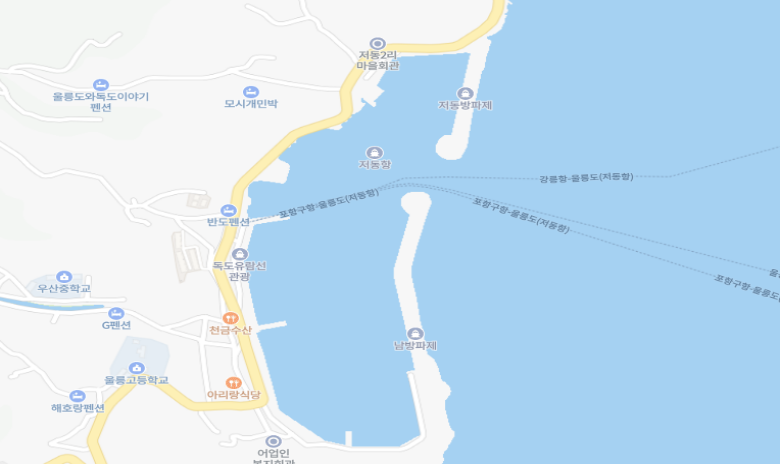 저동2리
마을회관
울릉도와독도이야기
펜션
모시개민박
저동방파제
저동항
강릉항-울릉도(저동항)
포항구항-울릉도(저동항)
포항구항-울릉도(저동항)
반도펜션
독도유람선
관광
우산중학교
포항구항-울릉도
G펜션
천금수산
남방파제
울릉고등학교
아리랑식당
해호랑펜션
어업인
복지회관